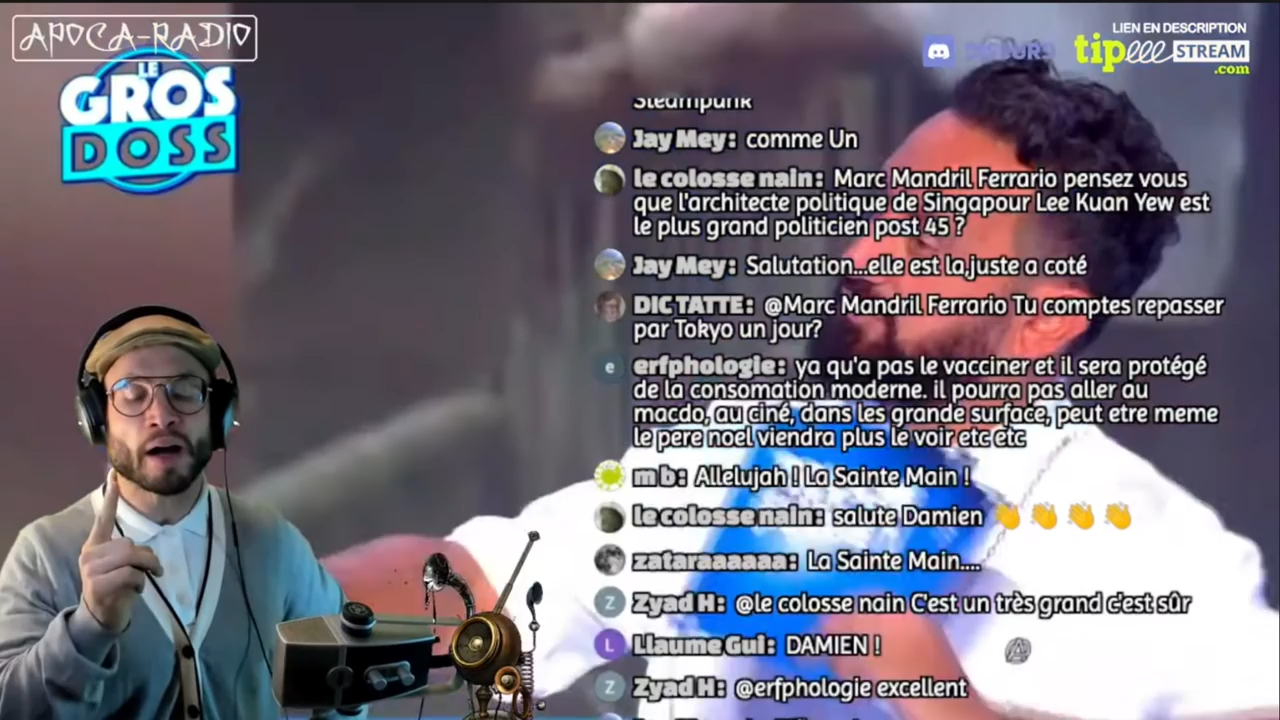 APOCA-RADIO
LE
GROS
DOSS
LIEN EN DESCRIPTION
tipeee STREAM
.com
Steampunk
Jay Mey: comme Un
le colosse nain: Marc Mandril Ferrario pensez vous
que l'architecte politique de Singapour Lee Kuan Yew est
le plus grand politicien post 45 ?
Jay Mey: Salutation...elle est la,juste a coté
DIC TATTE: @Marc Mandril Ferrario Tu comptes repasser
par Tokyo un jour?
e
erfphologie: ya qu'a pas le vacciner et il sera protégé
de la consomation moderne. il pourra pas aller au
macdo, au ciné, dans les grande surface, peut etre meme
le pere noel viendra plus le voir etc etc
m b: Allelujah ! La Sainte Main !
le colosse nain: salute Damien 👏 👏 👏 👏
zataraaaaaa: La Sainte Main....
Z
Zyad H: @le colosse nain C'est un très grand c'est sûr
L
Llaume Gui: DAMIEN !
Z
Zyad H: @erfphologie excellent